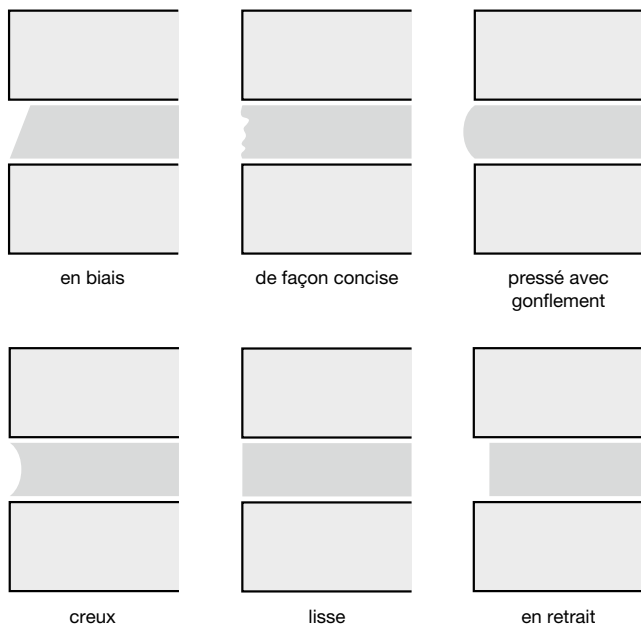 en biais
de façon concise
pressé avec
gonflement
creux
lisse
en retrait